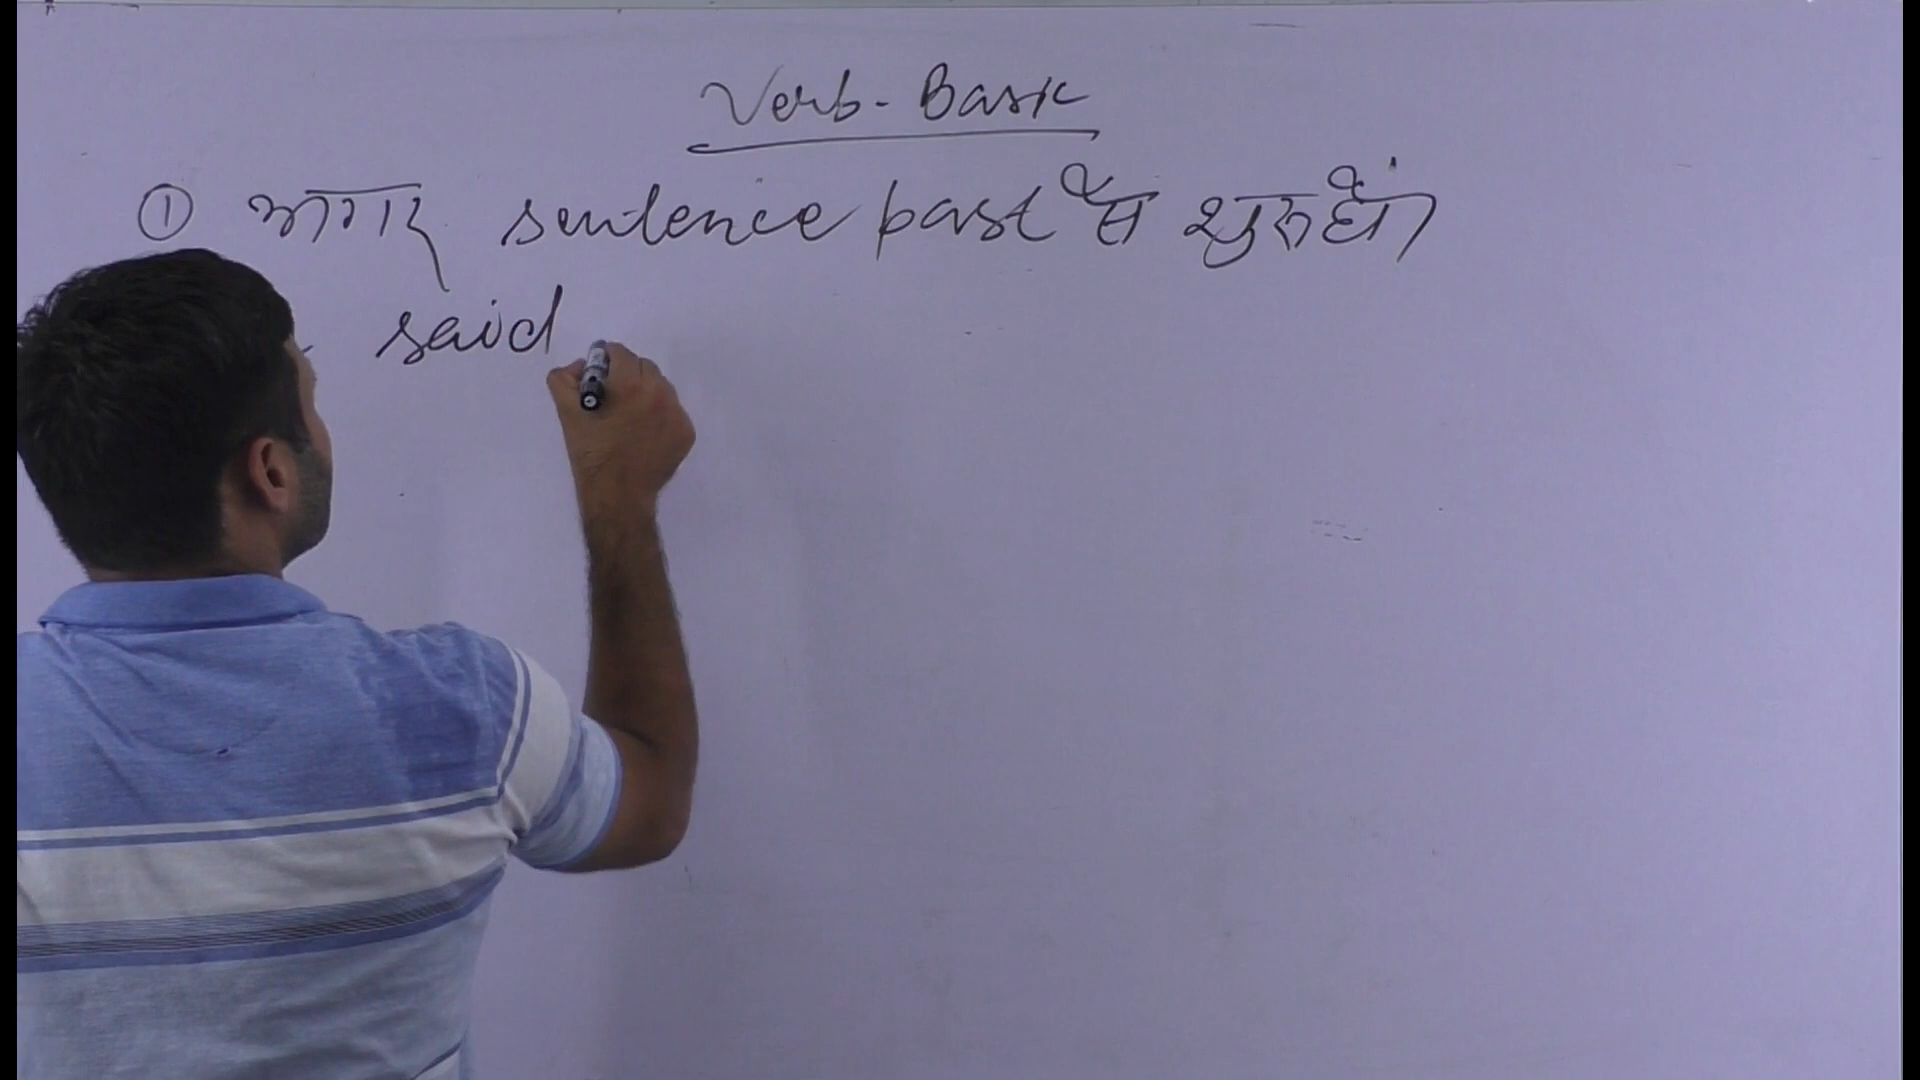 Verb - Basic
① अगर sentence past से शुरु हो,
said